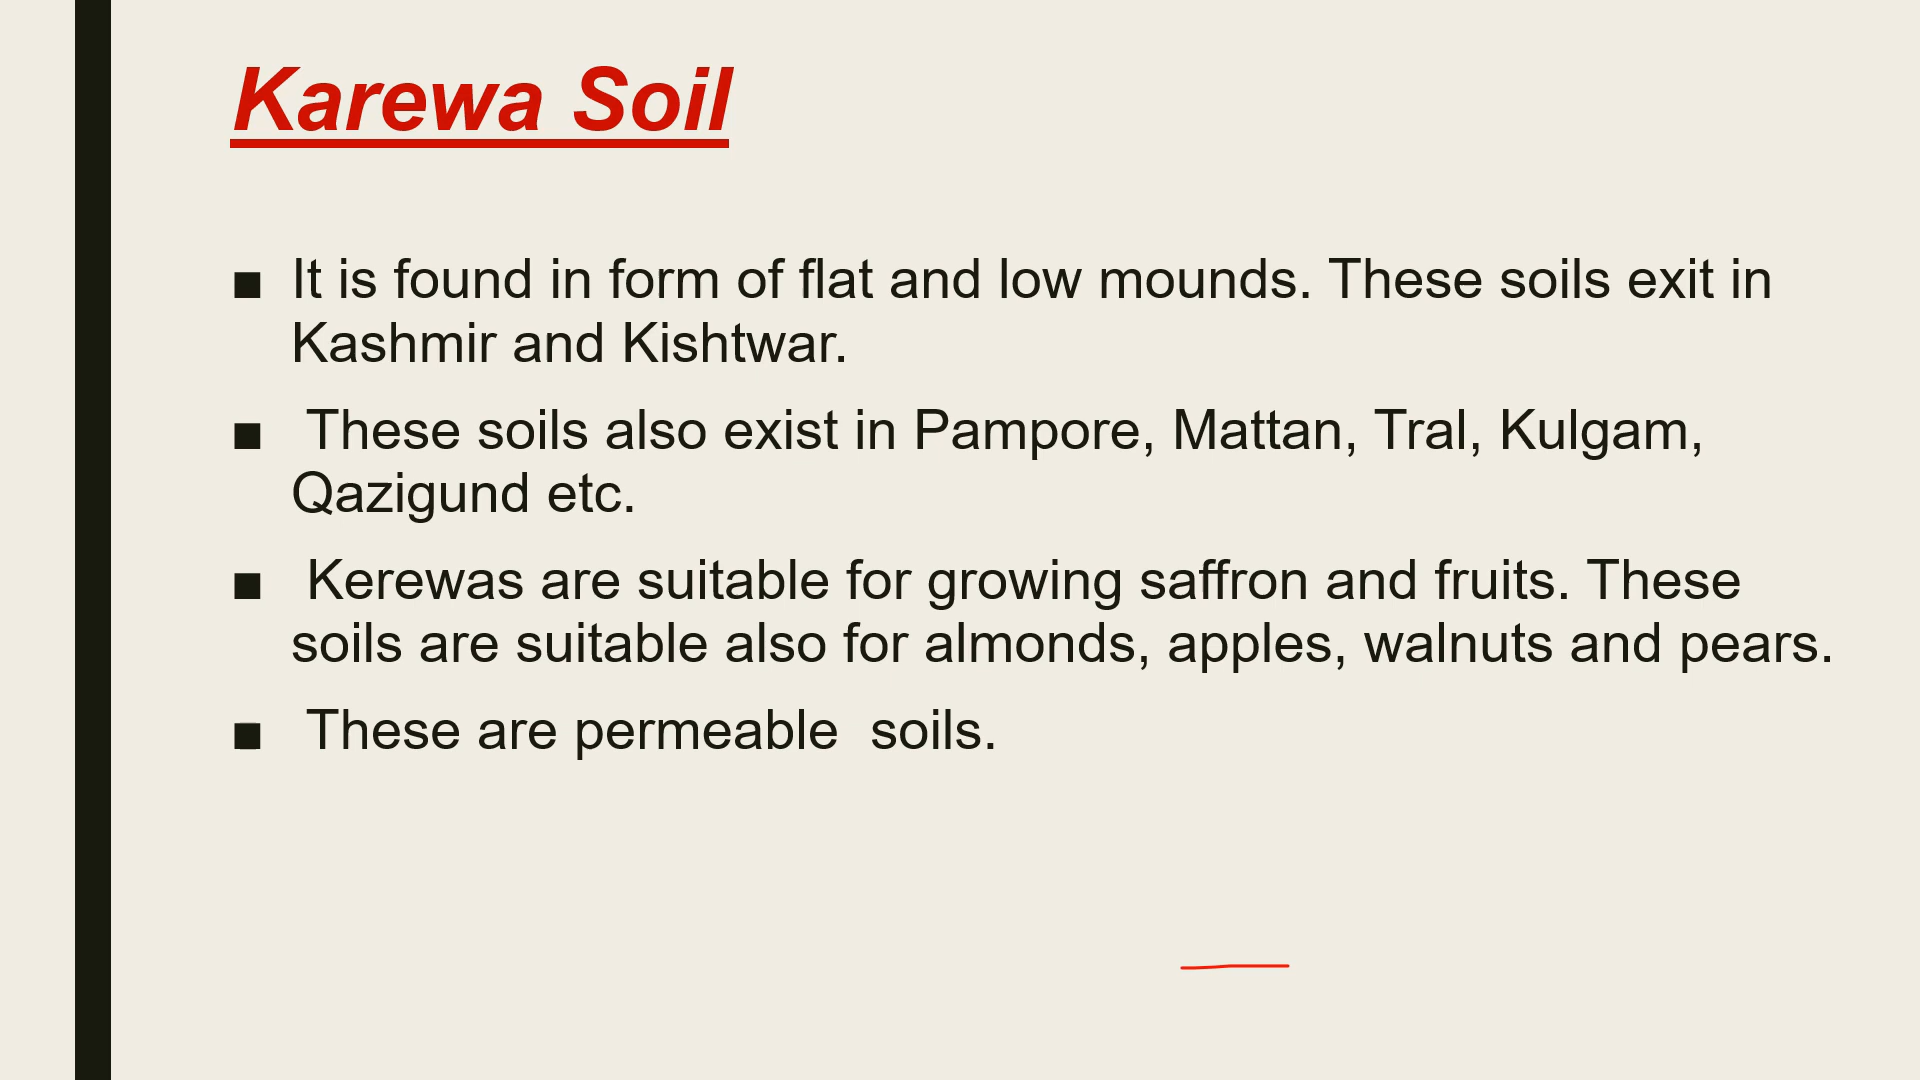 Karewa Soil
■ It is found in form of flat and low mounds. These soils exit in
Kashmir and Kishtwar.
■ These soils also exist in Pampore, Mattan, Tral, Kulgam,
Qazigund etc.
■ Kerewas are suitable for growing saffron and fruits. These
soils are suitable also for almonds, apples, walnuts and pears.
■ These are permeable  soils.